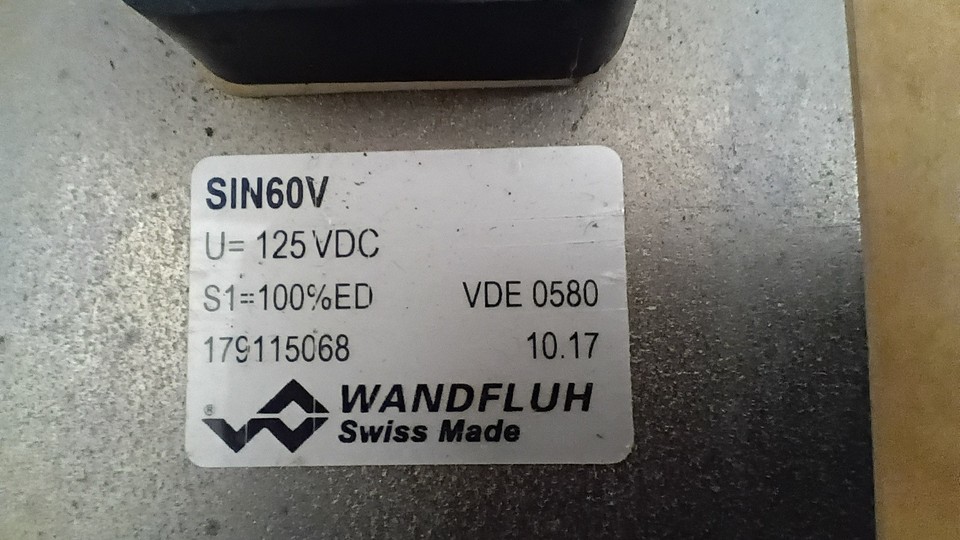 SIN60V
U= 125 VDC
S1=100%ED VDE 0580
179115068 10.17
® WANDFLUH
Swiss Made